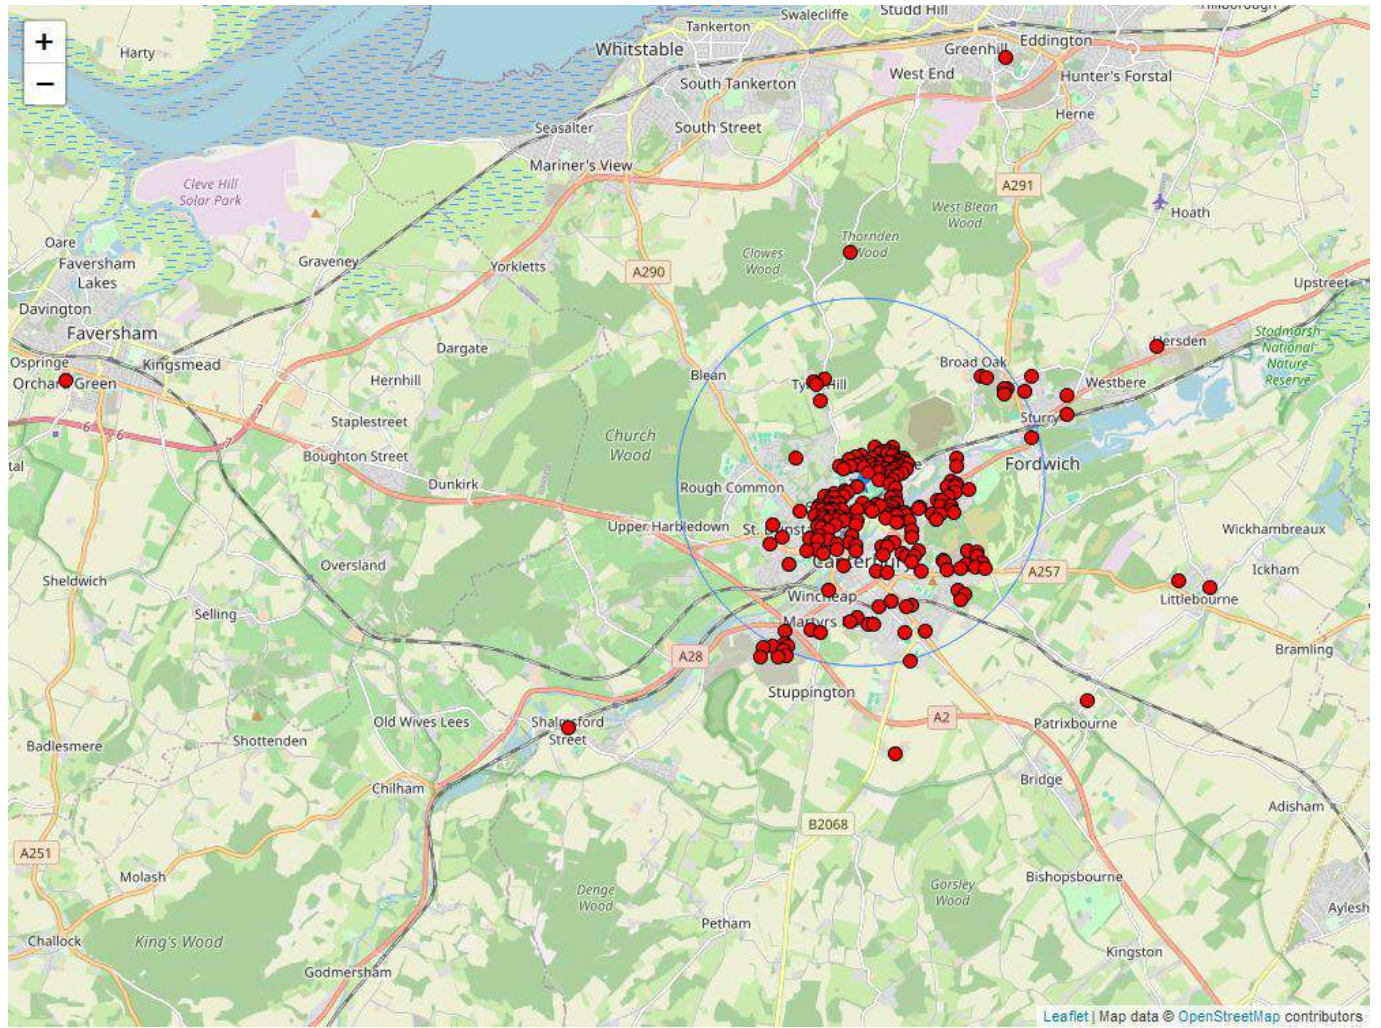 +
−
Harty
Tankerton
Swalecliffe
Studd Hill
Whitstable
Greenhill
Eddington
West End
Hunter's Forstal
South Tankerton
Herne
Seasalter
South Street
Mariner's View
Cleve Hill
Solar Park
A291
West Blean
Wood
Hoath
Oare
Faversham
Lakes
Graveney
Yorkletts
A290
Clowes
Wood
Thornden
Wood
Upstreet
Davington
Faversham
Ospringe
Kingsmead
Dargate
Hernhill
Blean
Broad Oak
Westbere
Stodmarsh
National
Nature
Reserve
Staplestreet
Sturry
Boughton Street
Church
Wood
Fordwich
Dunkirk
Rough Common
Upper Harbledown
Wickhambreaux
Sheldwich
Oversland
Canterbury
A257
Ickham
Littlebourne
Selling
Wincheap
Martyrs
Bramling
A28
Stuppington
Old Wives Lees
Shalmsford
Street
A2
Patrixbourne
Badlesmere
Shottenden
Chilham
Bridge
Adisham
B2068
A251
Molash
Denge
Wood
Gorsley
Wood
Bishopsbourne
Aylesh
Challock
King's Wood
Petham
Kingston
Godmersham
Leaflet | Map data © OpenStreetMap contributors